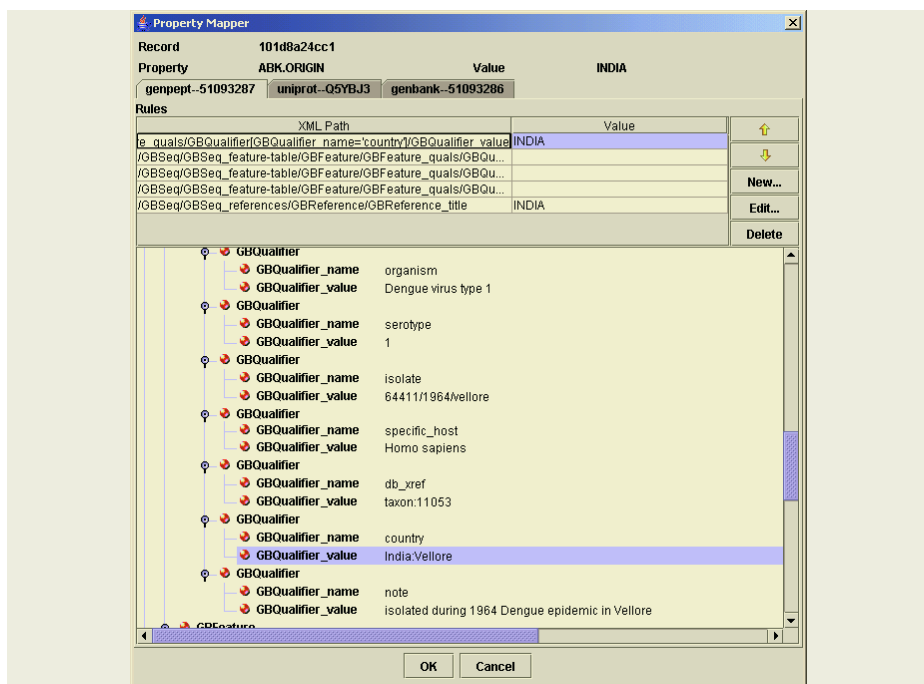 Property Mapper
Record 101d8a24cc1
Property ABK.ORIGIN Value INDIA
genpept--51093287 uniprot--Q5YBJ3 genbank--51093286
Rules
XML Path Value
e_quals/GBQualifier[GBQualifier_name='country']/GBQualifier_value INDIA
/GBSeq/GBSeq_feature-table/GBFeature/GBFeature_quals/GBQu...
/GBSeq/GBSeq_feature-table/GBFeature/GBFeature_quals/GBQu...
/GBSeq/GBSeq_feature-table/GBFeature/GBFeature_quals/GBQu...
/GBSeq/GBSeq_references/GBReference/GBReference_title INDIA
New...
Edit...
Delete
GBQualifier
GBQualifier_name organism
GBQualifier_value Dengue virus type 1
GBQualifier
GBQualifier_name serotype
GBQualifier_value 1
GBQualifier
GBQualifier_name isolate
GBQualifier_value 64411/1964/vellore
GBQualifier
GBQualifier_name specific_host
GBQualifier_value Homo sapiens
GBQualifier
GBQualifier_name db_xref
GBQualifier_value taxon:11053
GBQualifier
GBQualifier_name country
GBQualifier_value India:Vellore
GBQualifier
GBQualifier_name note
GBQualifier_value isolated during 1964 Dengue epidemic in Vellore
GBFeature
OK Cancel